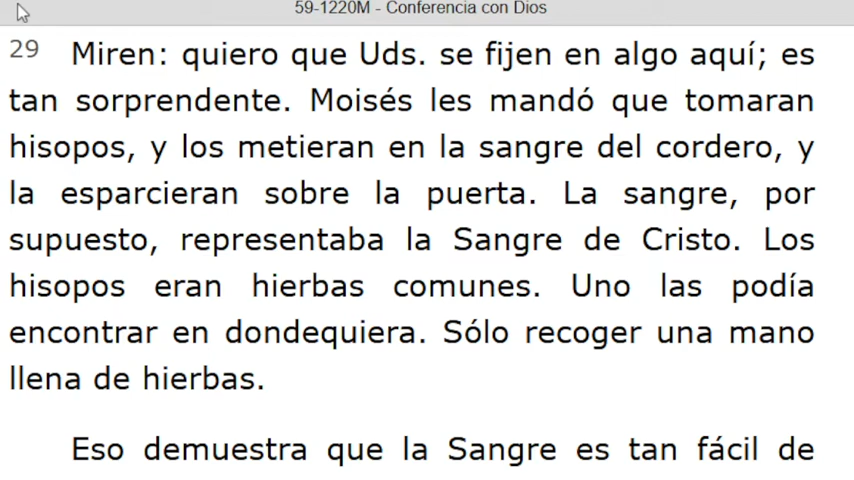 59-1220M - Conferencia con Dios
29 Miren: quiero que Uds. se fijen en algo aquí; es
tan sorprendente. Moisés les mandó que tomaran
hisopos, y los metieran en la sangre del cordero, y
la esparcieran sobre la puerta. La sangre, por
supuesto, representaba la Sangre de Cristo. Los
hisopos eran hierbas comunes. Uno las podía
encontrar en dondequiera. Sólo recoger una mano
llena de hierbas.
Eso demuestra que la Sangre es tan fácil de